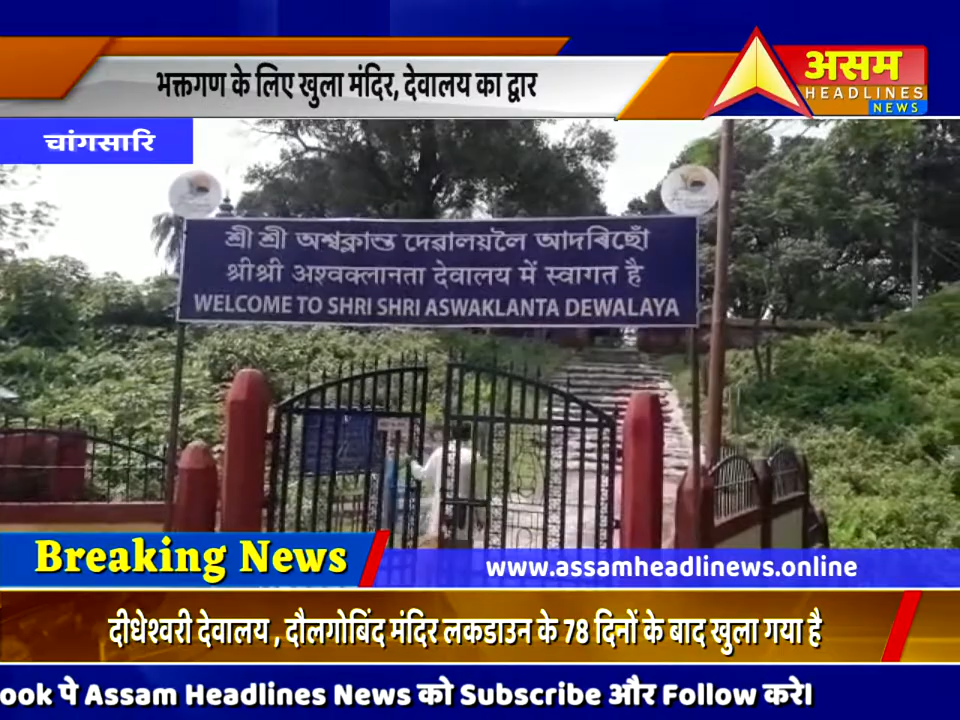 भक्तगण के लिए खुला मंदिर, देवालय का द्वार
असम
HEADLINES
NEWS
चांगसारि
শ্ৰী শ্ৰী অশ্বক্লান্ত দেৱালয়লৈ আদৰিছোঁ
श्रीश्री अश्वक्लानता देवालय में स्वागत है
WELCOME TO SHRI SHRI ASWAKLANTA DEWALAYA
Breaking News
www.assamheadlinews.online
दीधेश्वरी देवालय , दौलगोबिंद मंदिर लकडाउन के 78 दिनों के बाद खुला गया है
ook पे Assam Headlines News को Subscribe और Follow करे।